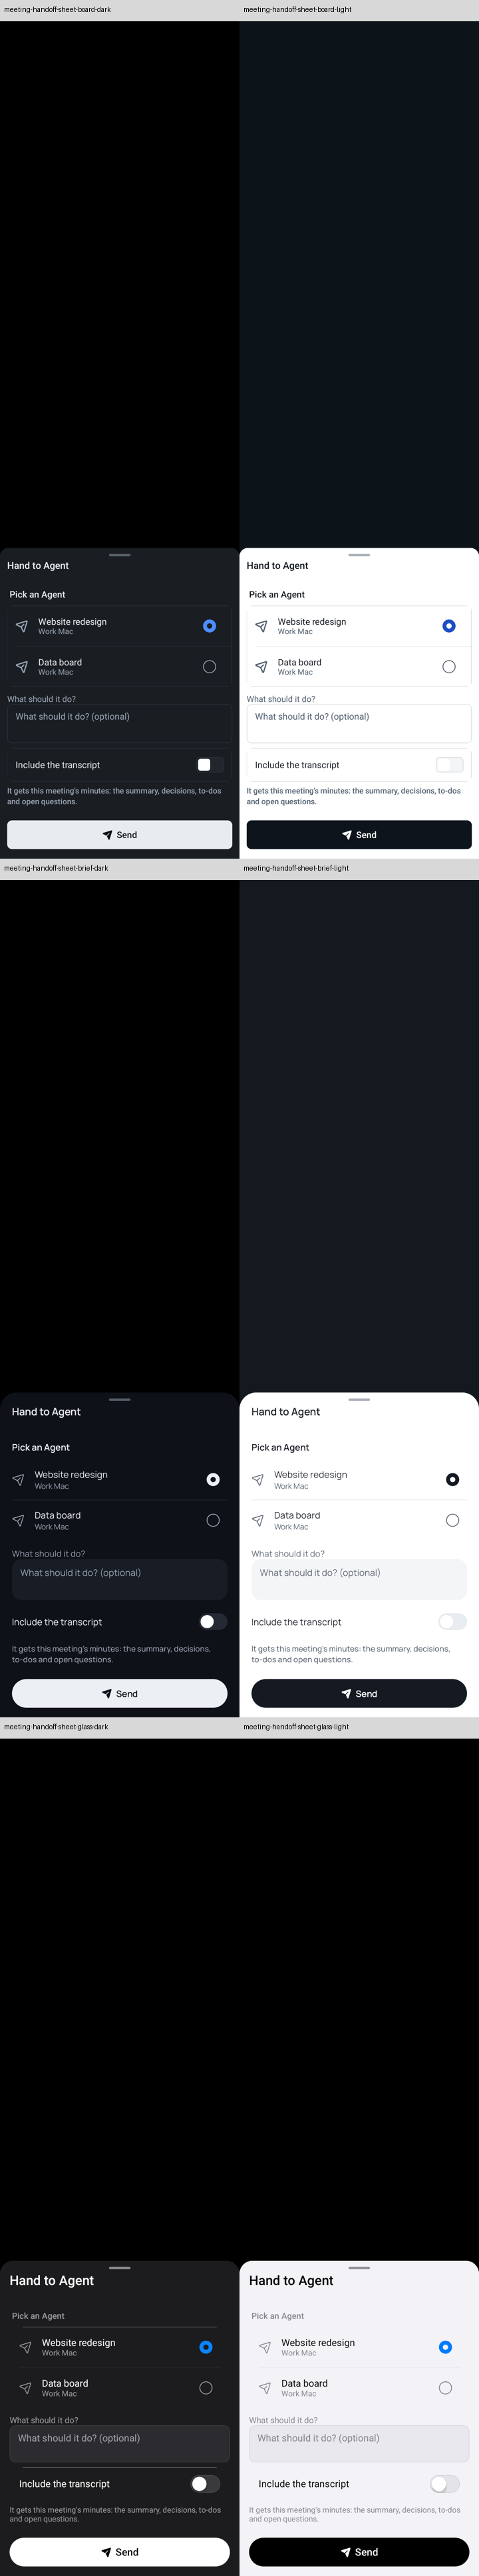 meeting-handoff-sheet-board-dark
meeting-handoff-sheet-board-light
Hand to Agent
Pick an Agent
Website redesign
Work Mac
Data board
Work Mac
What should it do?
What should it do? (optional)
Include the transcript
It gets this meeting's minutes: the summary, decisions, to-dos
and open questions.
Send
Hand to Agent
Pick an Agent
Website redesign
Work Mac
Data board
Work Mac
What should it do?
What should it do? (optional)
Include the transcript
It gets this meeting's minutes: the summary, decisions, to-dos
and open questions.
Send
meeting-handoff-sheet-brief-dark
meeting-handoff-sheet-brief-light
Hand to Agent
Pick an Agent
Website redesign
Work Mac
Data board
Work Mac
What should it do?
What should it do? (optional)
Include the transcript
It gets this meeting's minutes: the summary, decisions,
to-dos and open questions.
Send
Hand to Agent
Pick an Agent
Website redesign
Work Mac
Data board
Work Mac
What should it do?
What should it do? (optional)
Include the transcript
It gets this meeting's minutes: the summary, decisions,
to-dos and open questions.
Send
meeting-handoff-sheet-glass-dark
meeting-handoff-sheet-glass-light
Hand to Agent
Pick an Agent
Website redesign
Work Mac
Data board
Work Mac
What should it do?
What should it do? (optional)
Include the transcript
It gets this meeting's minutes: the summary, decisions, to-dos
and open questions.
Send
Hand to Agent
Pick an Agent
Website redesign
Work Mac
Data board
Work Mac
What should it do?
What should it do? (optional)
Include the transcript
It gets this meeting's minutes: the summary, decisions, to-dos
and open questions.
Send